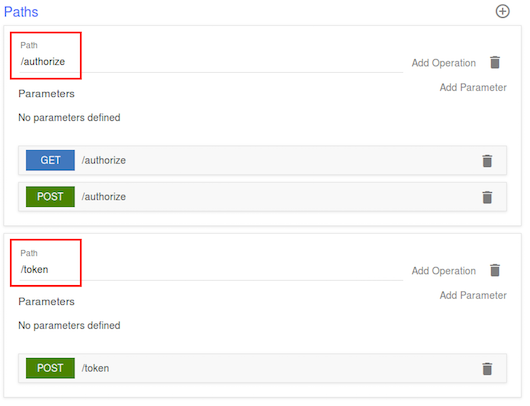 Paths
Path
/authorize
Add Operation
Parameters
Add Parameter
No parameters defined
GET /authorize
POST /authorize
Path
/token
Add Operation
Parameters
Add Parameter
No parameters defined
POST /token